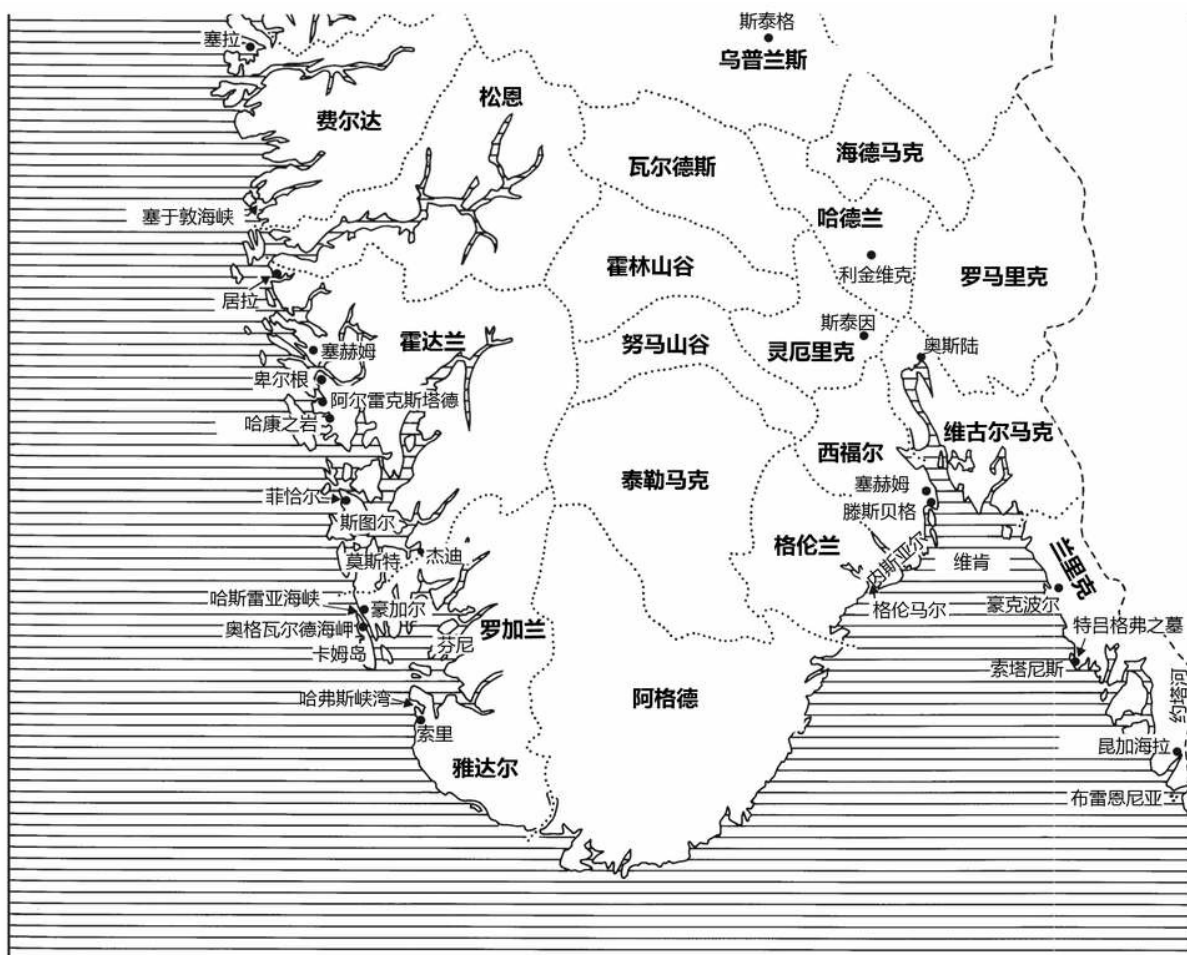 斯泰格
塞拉
乌普兰斯
松恩
费尔达
海德马克
瓦尔德斯
塞于敦海峡
哈德兰
霍林山谷
利金维克
罗马里克
居拉
斯泰因
霍达兰
努马山谷
灵厄里克
奥斯陆
塞赫姆
卑尔根
阿尔雷克斯塔德
哈康之岩
维古尔马克
西福尔
泰勒马克
塞赫姆
菲恰尔
滕斯贝格
斯图尔
格伦兰
内斯亚尔
莫斯特
杰迪
维肯
兰里克
哈斯雷亚海峡
豪加尔
格伦马尔
豪克波尔
奥格瓦尔德海岬
罗加兰
特吕格弗之墓
卡姆岛
芬尼
索塔尼斯
阿格德
哈弗斯峡湾
约塔河
索里
昆加海拉
雅达尔
布雷恩尼亚